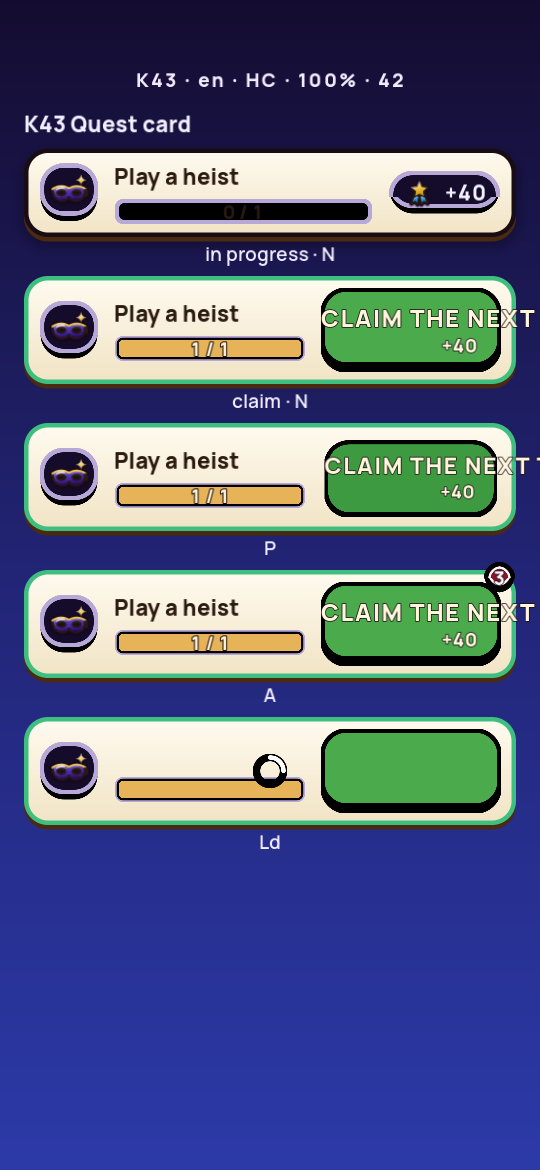 K43 · en · HC · 100% · 42
K43 Quest card
Play a heist
0 / 1
+40
in progress · N
Play a heist
1 / 1
CLAIM THE NEXT
+40
claim · N
Play a heist
1 / 1
CLAIM THE NEXT
+40
P
3
Play a heist
1 / 1
CLAIM THE NEXT
+40
A
Ld